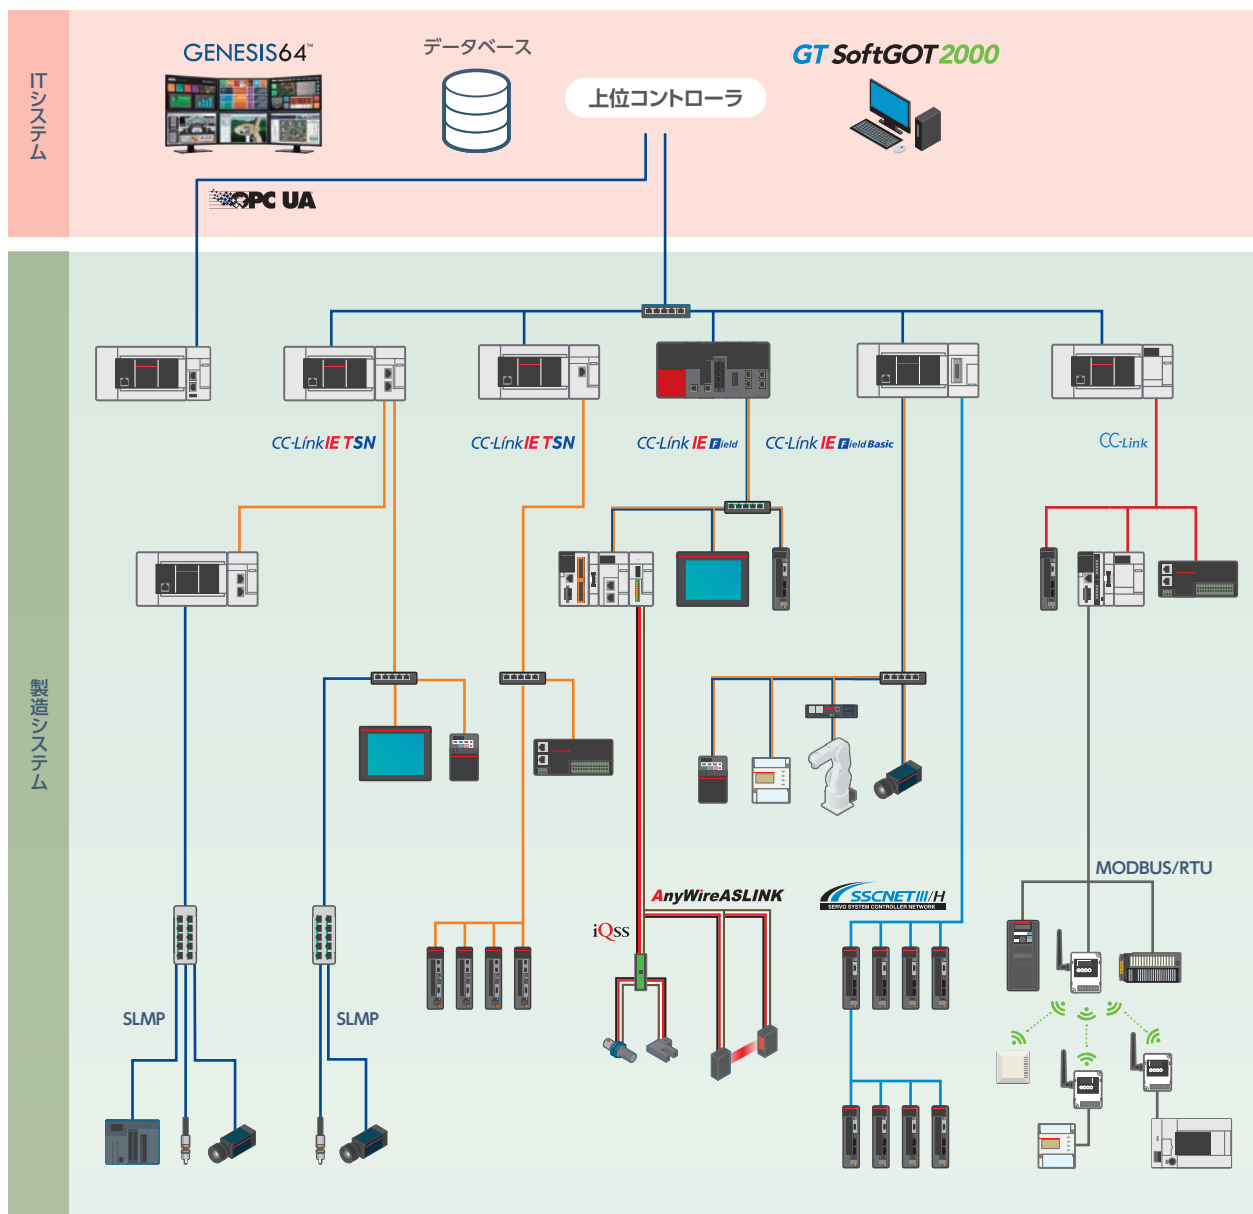 ITシステム
GENESIS64™
データベース
上位コントローラ
GT SoftGOT 2000
OPC UA
製造システム
CC-Link IE TSN
CC-Link IE TSN
CC-Link IE Field
CC-Link IE Field Basic
CC-Link
MODBUS/RTU
AnyWireASLINK
SSCNETIII/H
SERVO SYSTEM CONTROLLER NETWORK
iQss
SLMP
SLMP